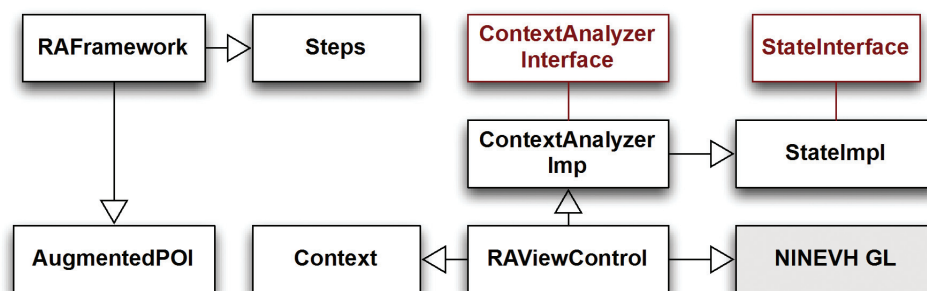 RAFramework
Steps
ContextAnalyzer
Interface
StateInterface
ContextAnalyzer
Imp
StateImpl
AugmentedPOI
Context
RAViewControl
NINEVH GL